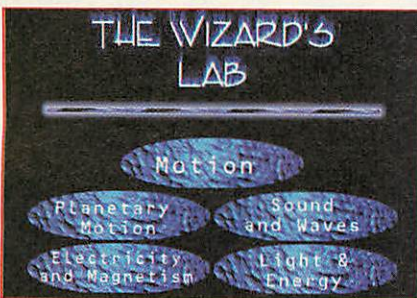 THE WIZARD'S
LAB
Motion
Planetary
Motion
Sound
and Waves
Electricity
and Magnetism
Light &
Energy